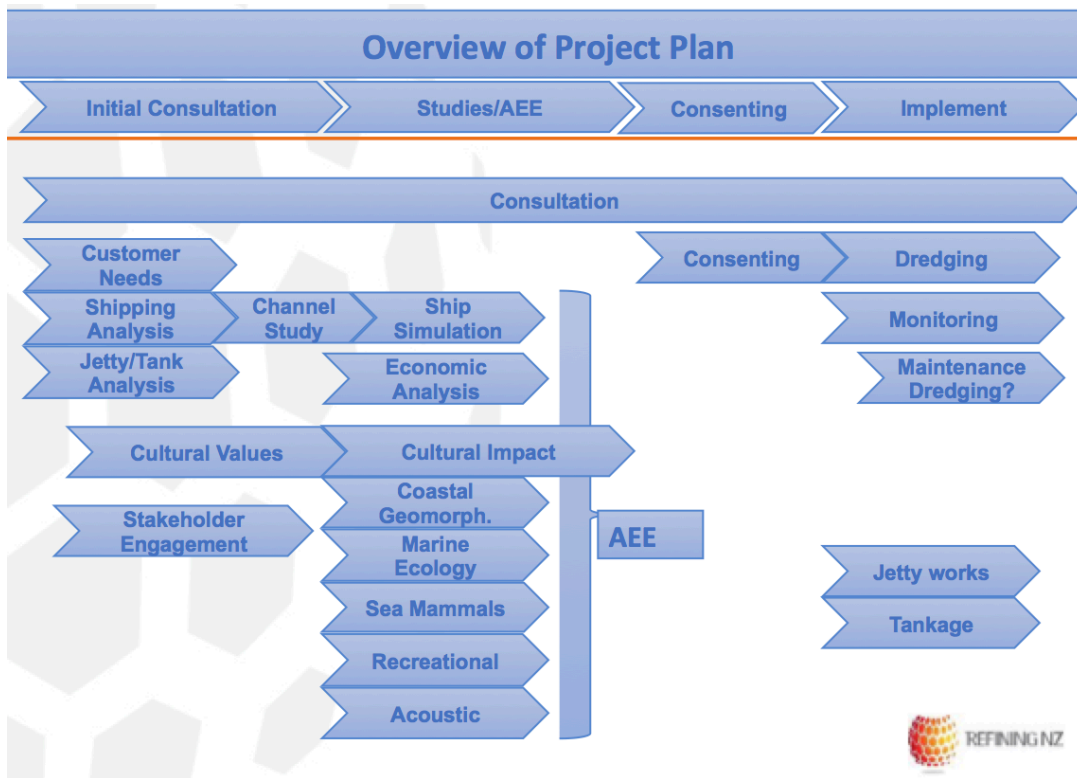 Overview of Project Plan
Initial Consultation
Studies/AEE
Consenting
Implement
Consultation
Customer
Needs
Consenting
Dredging
Shipping
Analysis
Channel
Study
Ship
Simulation
Monitoring
Jetty/Tank
Analysis
Economic
Analysis
Maintenance
Dredging?
Cultural Values
Cultural Impact
Coastal
Geomorph.
Stakeholder
Engagement
AEE
Marine
Ecology
Jetty works
Sea Mammals
Tankage
Recreational
Acoustic
REFINING NZ